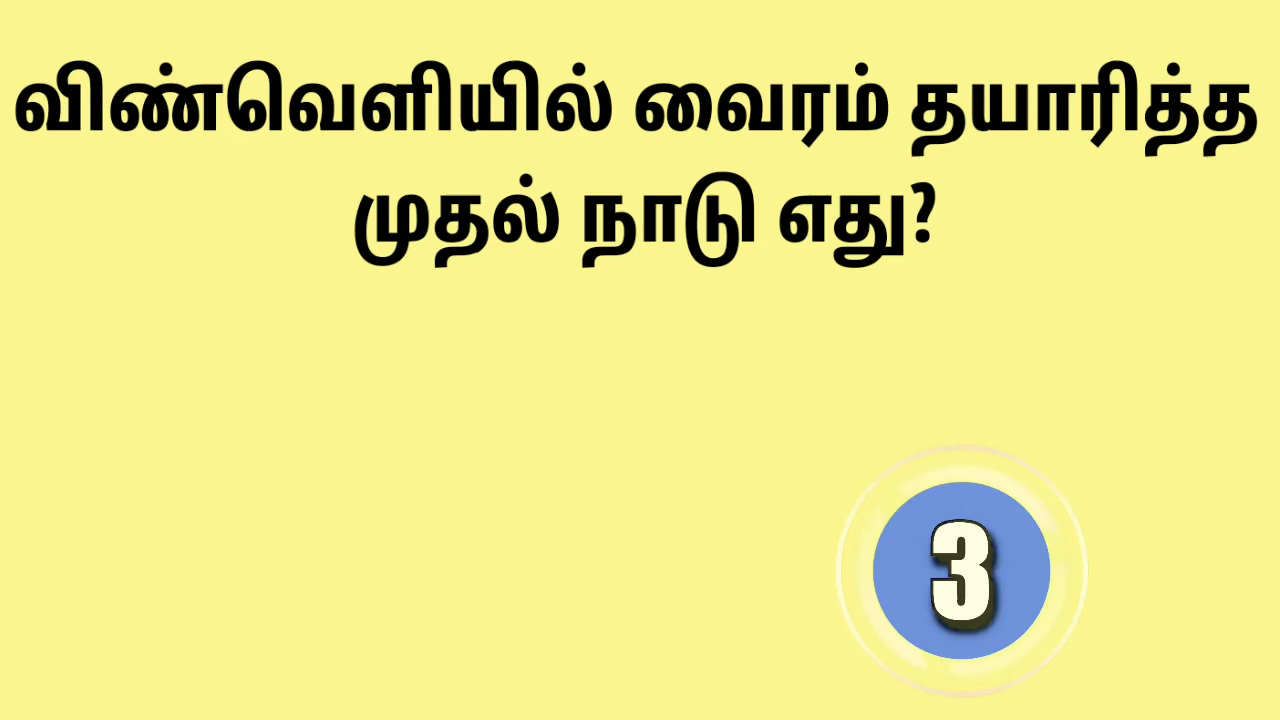 விண்வெளியில் வைரம் தயாரித்த
முதல் நாடு எது?
3